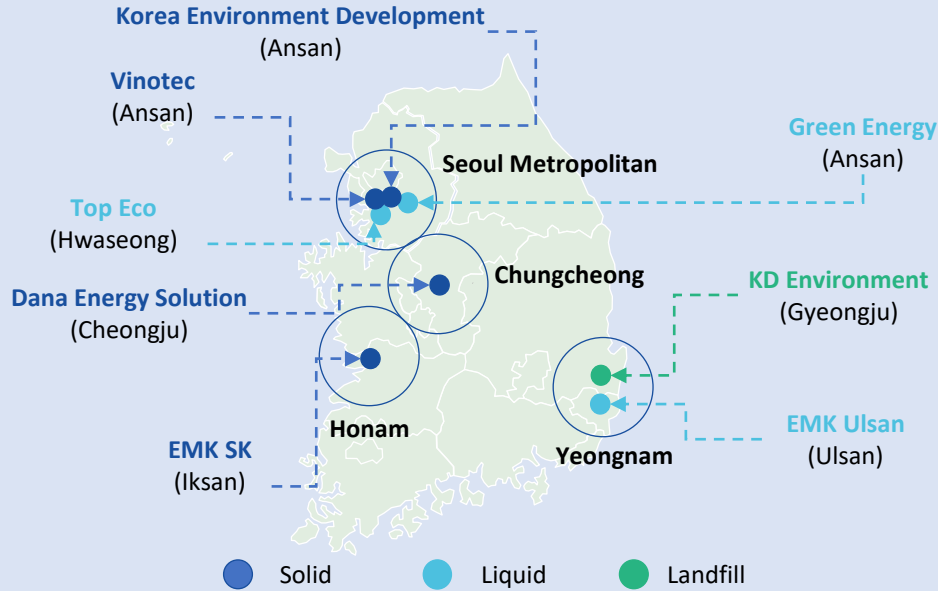 Korea Environment Development
(Ansan)
Vinotec
(Ansan)
Green Energy
(Ansan)
Seoul Metropolitan
Top Eco
(Hwaseong)
Chungcheong
Dana Energy Solution
(Cheongju)
KD Environment
(Gyeongju)
Honam
EMK SK
(Iksan)
Yeongnam
EMK Ulsan
(Ulsan)
Solid
Liquid
Landfill